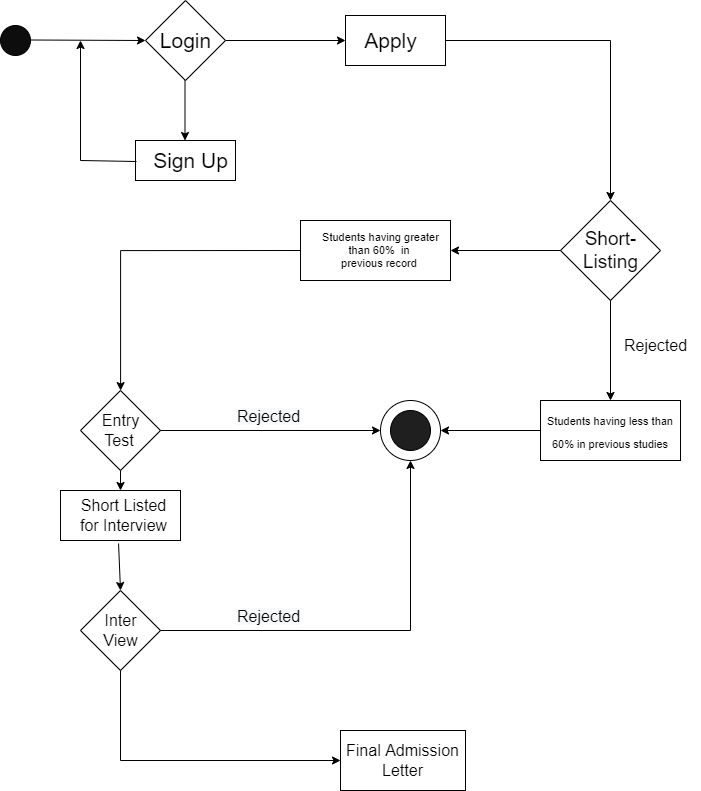 Login
Apply
Sign Up
Short-
Listing
Students having greater
than 60% in
previous record
Rejected
Students having less than
60% in previous studies
Entry
Test
Rejected
Short Listed
for Interview
Inter
View
Rejected
Final Admission
Letter